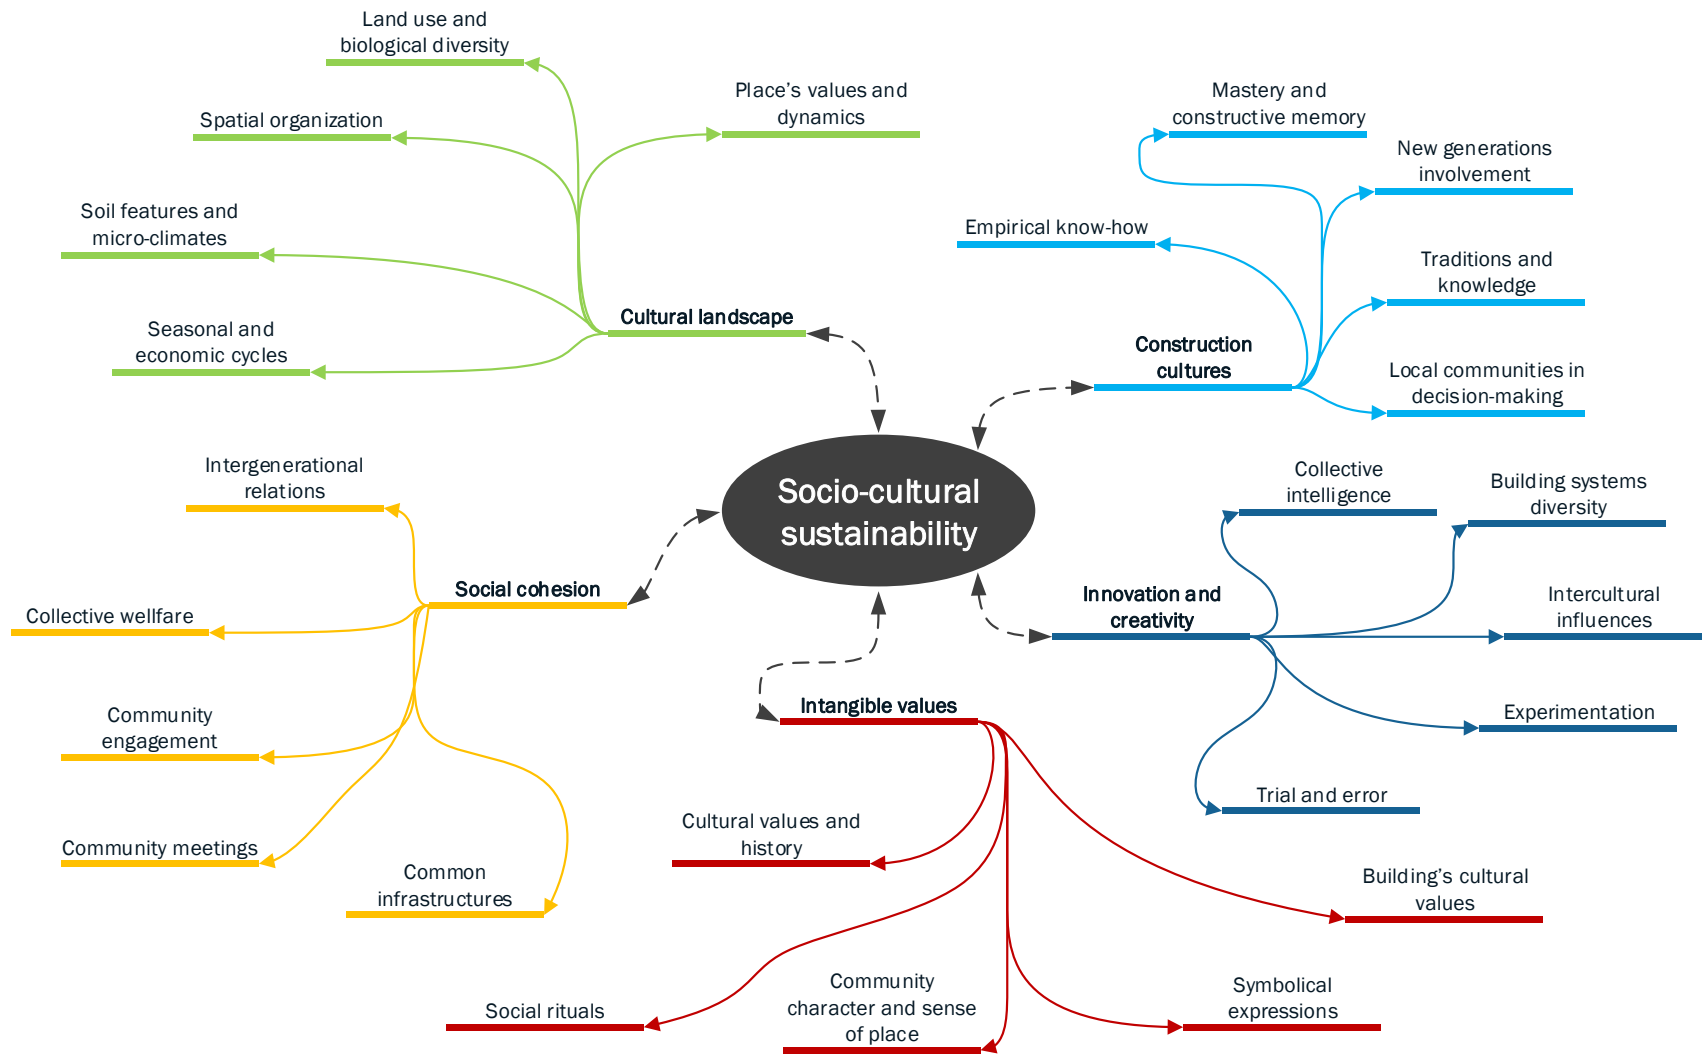 Land use and
biological diversity
Spatial organization
Place's values and
dynamics
Soil features and
micro-climates
Seasonal and
economic cycles
Cultural landscape
Mastery and
constructive memory
New generations
involvement
Empirical know-how
Traditions and
knowledge
Construction
cultures
Local communities in
decision-making
Socio-cultural
sustainability
Intergenerational
relations
Social cohesion
Collective wellfare
Community
engagement
Community meetings
Common
infrastructures
Collective
intelligence
Building systems
diversity
Innovation and
creativity
Intercultural
influences
Experimentation
Trial and error
Intangible values
Cultural values and
history
Building's cultural
values
Social rituals
Community
character and sense
of place
Symbolical
expressions